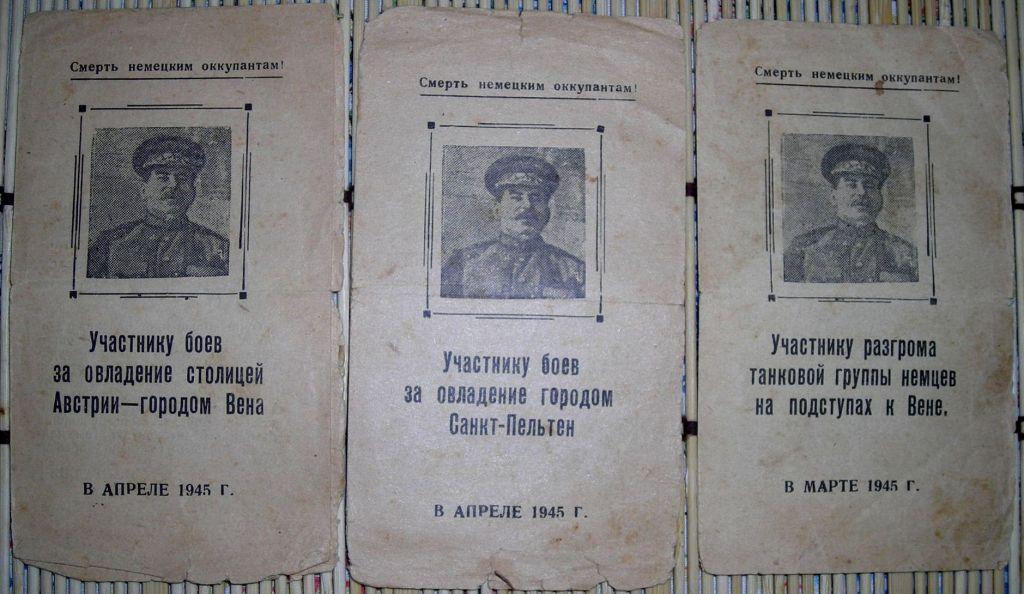 Смерть немецким оккупантам!
Участнику боев
за овладение столицей
Австрии—городом Вена
В АПРЕЛЕ 1945 Г.
Смерть немецким оккупантам!
Участнику боев
за овладение городом
Санкт-Пельтен
В АПРЕЛЕ 1945 Г.
Смерть немецким оккупантам!
Участнику разгрома
танковой группы немцев
на подступах к Вене.
В МАРТЕ 1945 Г.